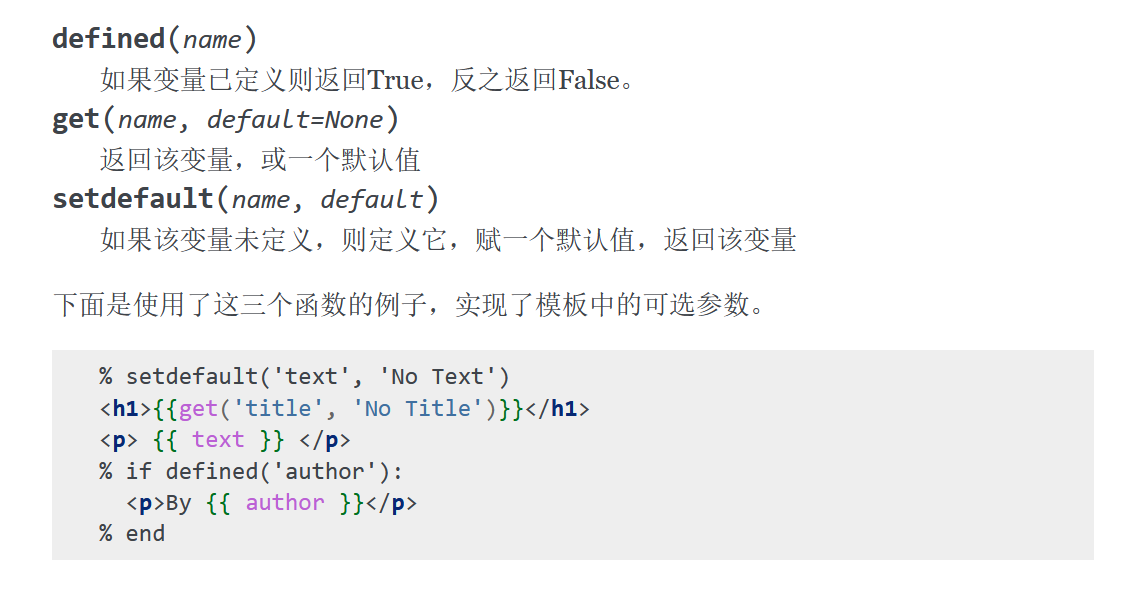 defined(name)
如果变量已定义则返回True，反之返回False。
get(name, default=None)
返回该变量，或一个默认值
setdefault(name, default)
如果该变量未定义，则定义它，赋一个默认值，返回该变量
下面是使用了这三个函数的例子，实现了模板中的可选参数。
% setdefault('text', 'No Text')
<h1>{{get('title', 'No Title')}}</h1>
<p> {{ text }} </p>
% if defined('author'):
  <p>By {{ author }}</p>
% end